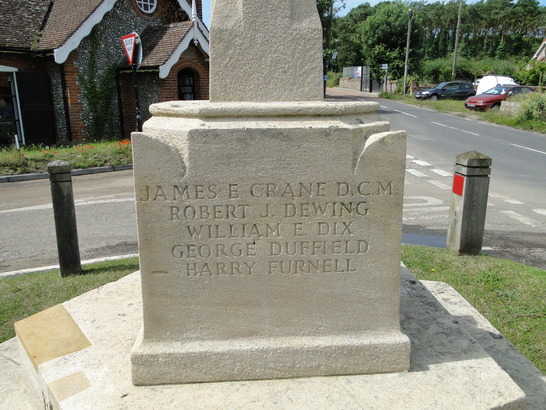 JAMES E. CRANE D.C.M
ROBERT J. DEWING
WILLIAM E. DIX
GEORGE DUFFIELD
HARRY FURNELL